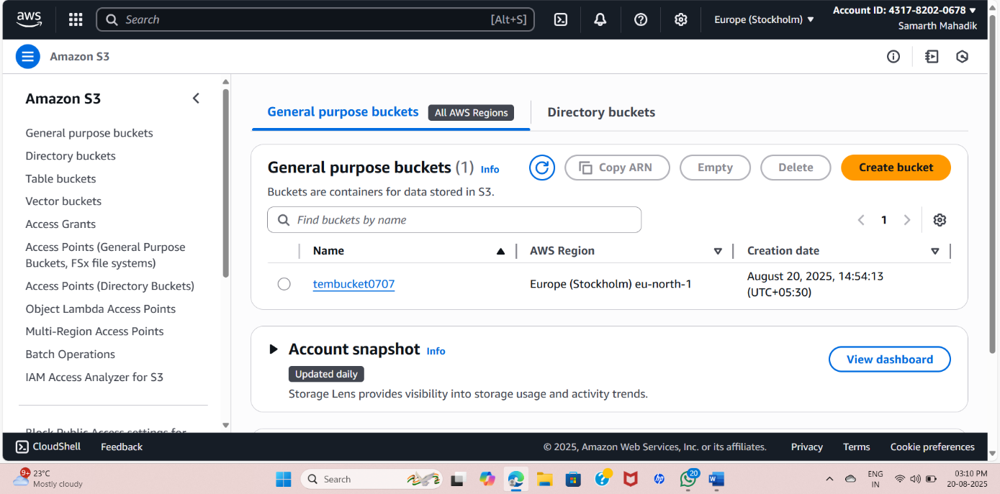 aws
Search
[Alt+S]
Europe (Stockholm) ▼
Account ID: 4317-8202-0678 ▼
Samarth Mahadik
Amazon S3
Amazon S3
General purpose buckets
Directory buckets
Table buckets
Vector buckets
Access Grants
Access Points (General Purpose
Buckets, FSx file systems)
Access Points (Directory Buckets)
Object Lambda Access Points
Multi-Region Access Points
Batch Operations
IAM Access Analyzer for S3
Block Public Access settings for
General purpose buckets
All AWS Regions
Directory buckets
General purpose buckets (1) Info
Copy ARN
Empty
Delete
Create bucket
Buckets are containers for data stored in S3.
Find buckets by name
1
Name
AWS Region
Creation date
tembucket0707
Europe (Stockholm) eu-north-1
August 20, 2025, 14:54:13
(UTC+05:30)
Account snapshot Info
Updated daily
View dashboard
Storage Lens provides visibility into storage usage and activity trends.
CloudShell
Feedback
© 2025, Amazon Web Services, Inc. or its affiliates.
Privacy
Terms
Cookie preferences
9+
23°C
Mostly cloudy
Search
hp
20
W
ENG
IN
03:10 PM
20-08-2025